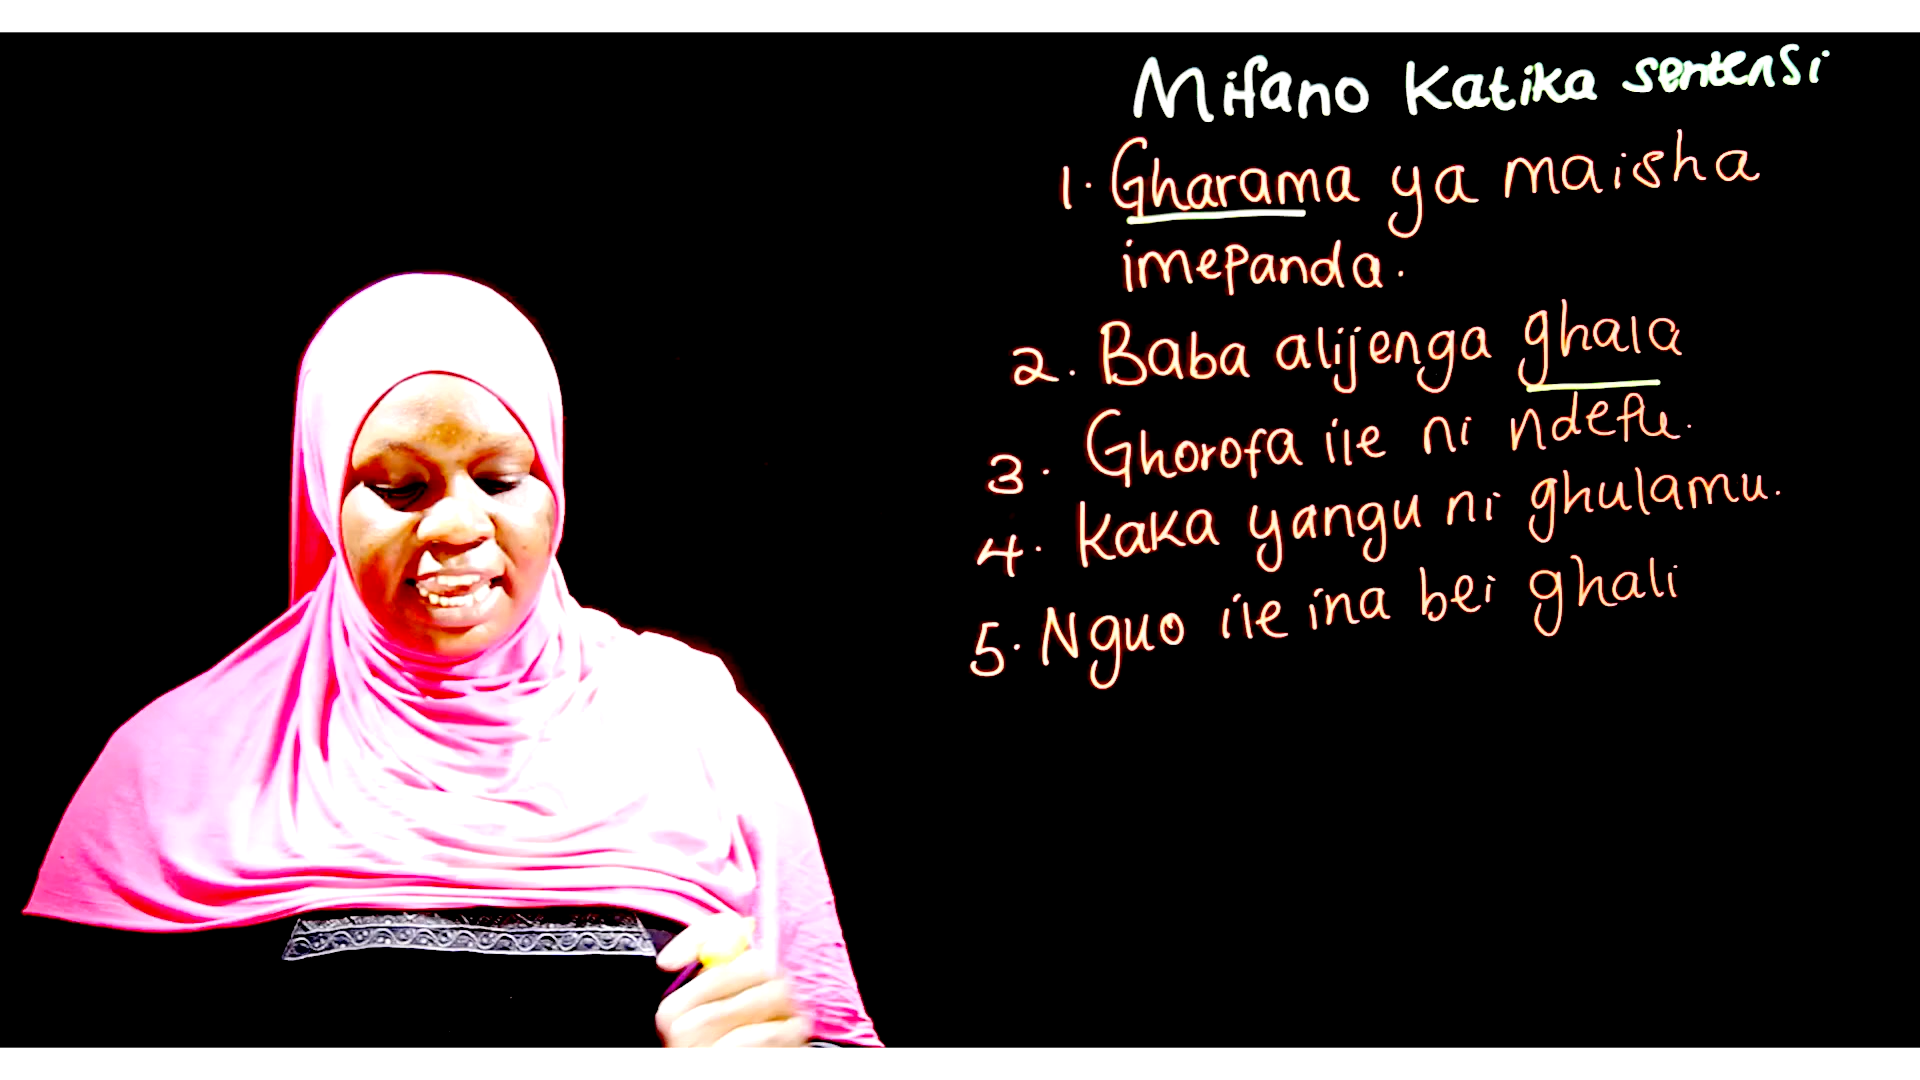 Mifano Katika sentensi
1. Gharama ya maisha
imepanda.
2. Baba alijenga ghala
3. Ghorofa ile ni ndefu.
4. Kaka yangu ni ghulamu.
5. Nguo ile ina bei ghali